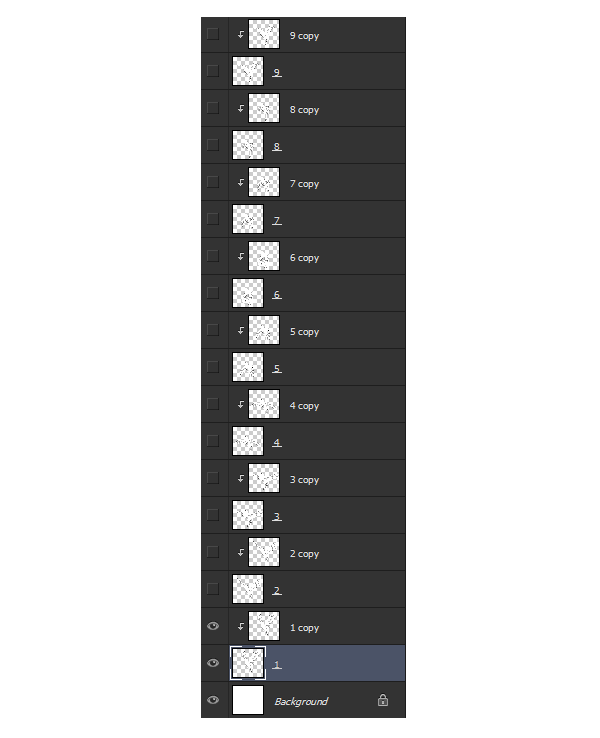 9 copy
9
8 copy
8
7 copy
7
6 copy
6
5 copy
5
4 copy
4
3 copy
3
2 copy
2
1 copy
1
Background